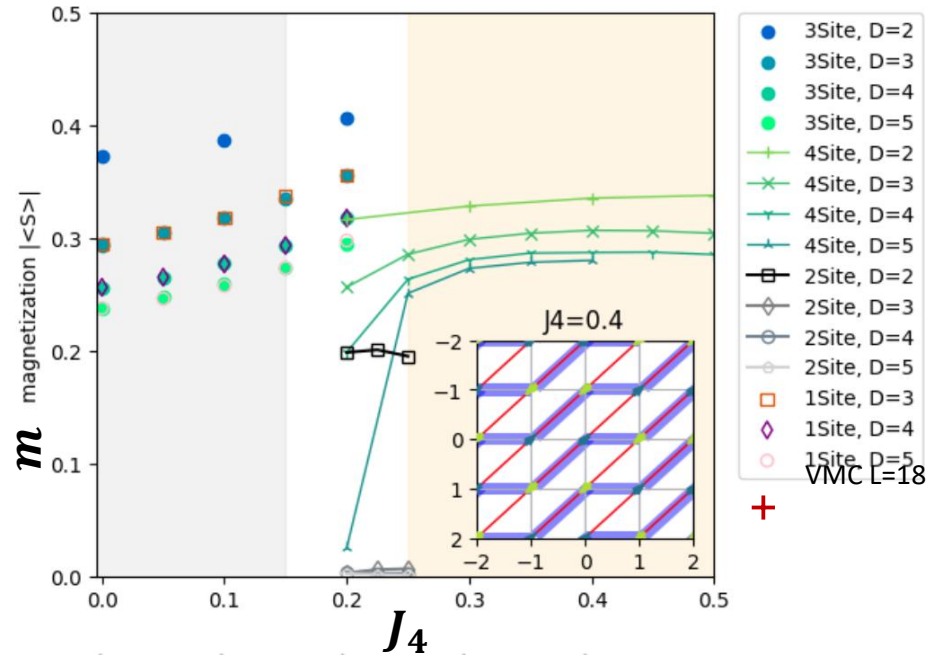 0.5
0.4
0.3
0.2
0.1
0.0
magnetization |<S>|
m
0.0 0.1 0.2 0.3 0.4 0.5
J₄
J4=0.4
−2
−1
0
1
2
−2 −1 0 1 2
3Site, D=2
3Site, D=3
3Site, D=4
3Site, D=5
4Site, D=2
4Site, D=3
4Site, D=4
4Site, D=5
2Site, D=2
2Site, D=3
2Site, D=4
2Site, D=5
1Site, D=3
1Site, D=4
1Site, D=5
VMC L=18